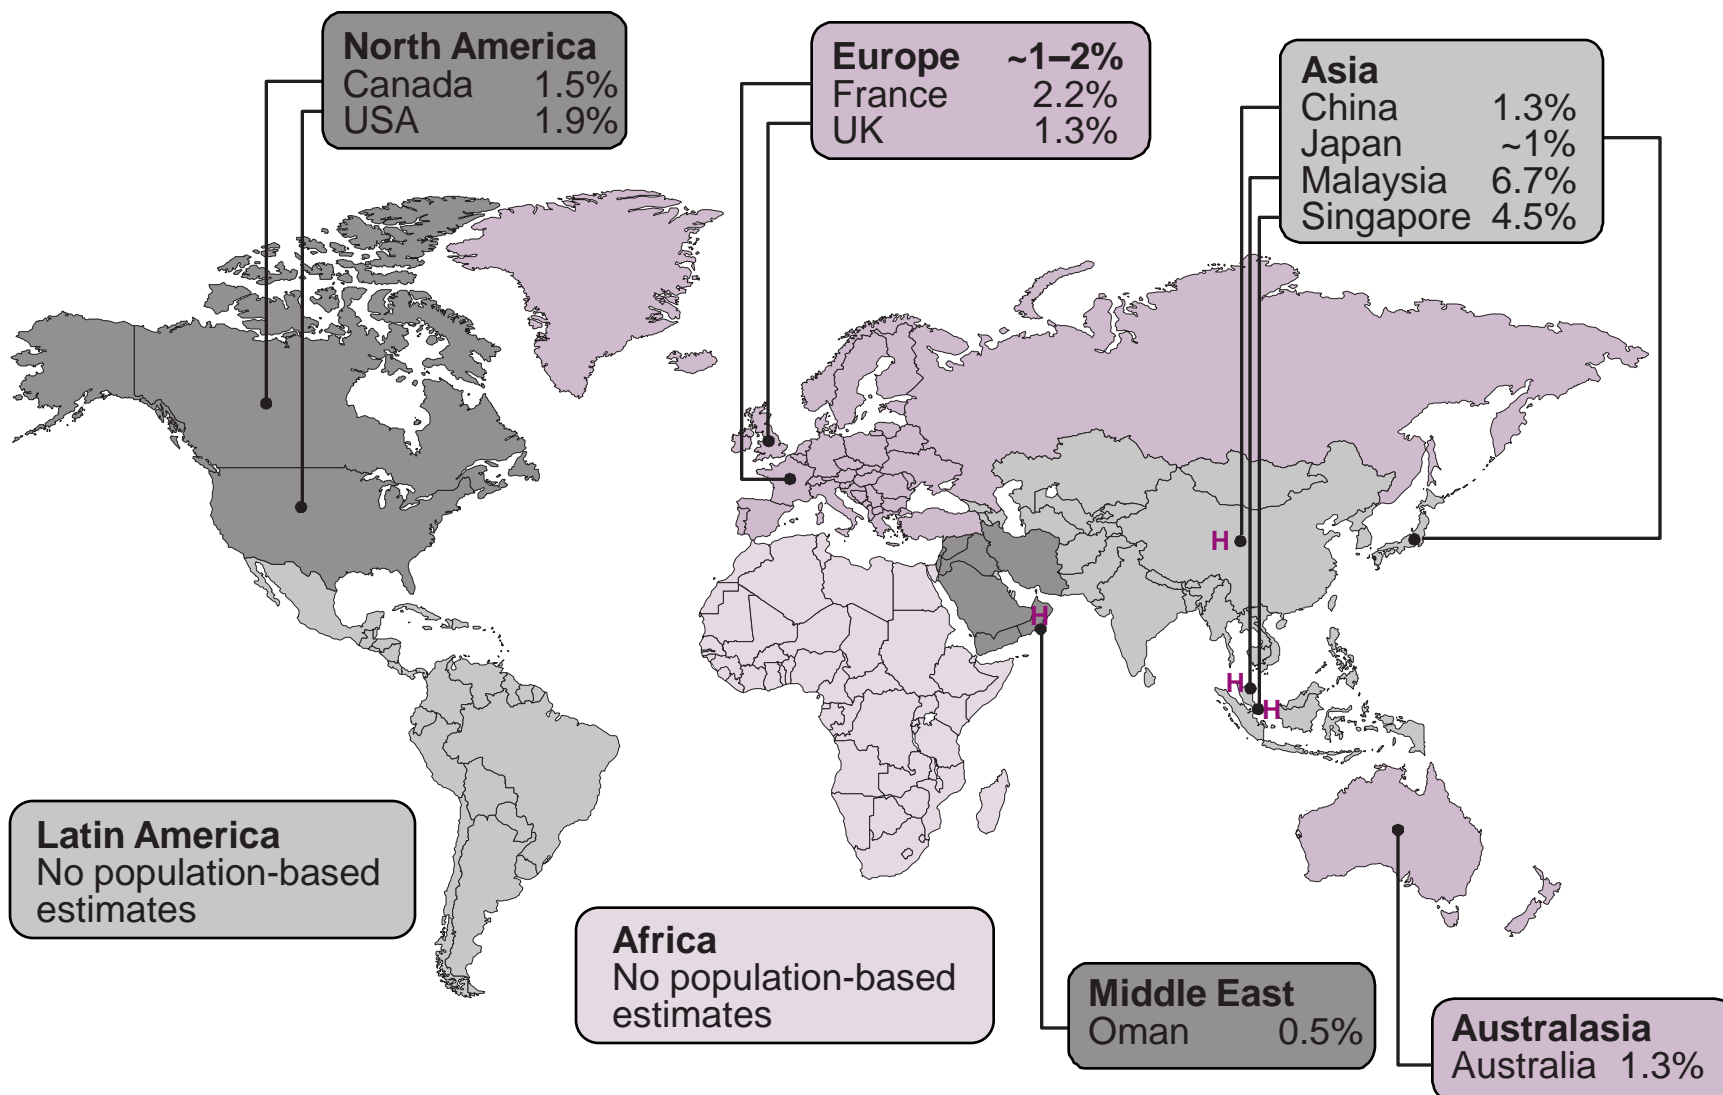 North America
Canada 1.5%
USA 1.9%
Europe ~1–2%
France 2.2%
UK 1.3%
Asia
China 1.3%
Japan ~1%
Malaysia 6.7%
Singapore 4.5%
H
H
H
H
Latin America
No population-based
estimates
Africa
No population-based
estimates
Middle East
Oman 0.5%
Australasia
Australia 1.3%